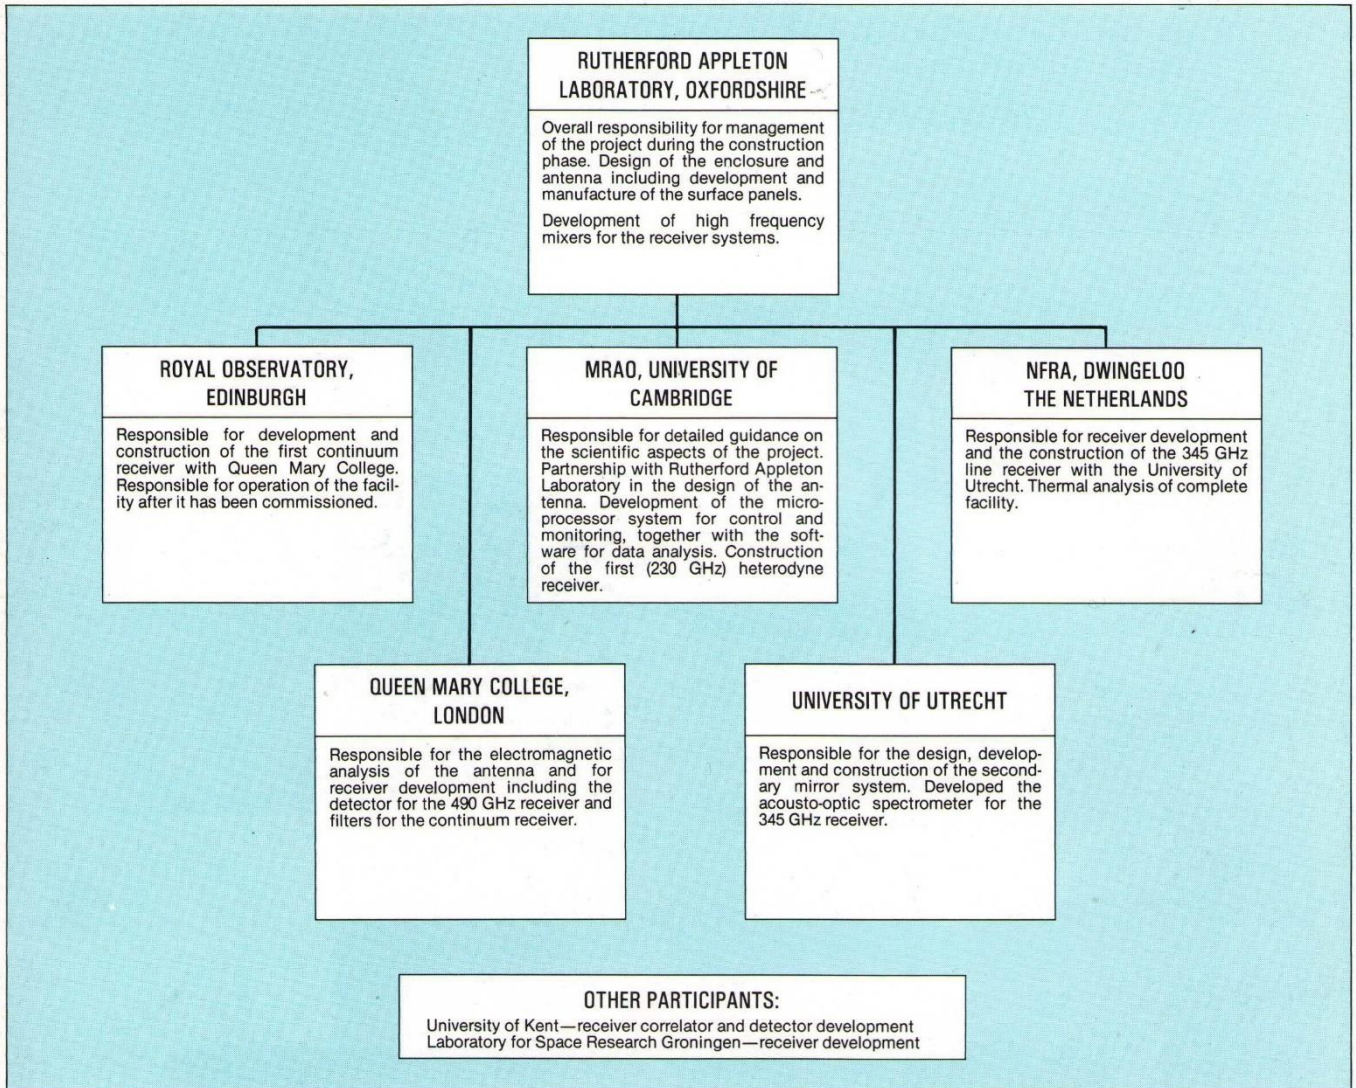 RUTHERFORD APPLETON
LABORATORY, OXFORDSHIRE
Overall responsibility for management
of the project during the construction
phase. Design of the enclosure and
antenna including development and
manufacture of the surface panels.
Development of high frequency
mixers for the receiver systems.
ROYAL OBSERVATORY,
EDINBURGH
Responsible for development and
construction of the first continuum
receiver with Queen Mary College.
Responsible for operation of the facil-
ity after it has been commissioned.
MRAO, UNIVERSITY OF
CAMBRIDGE
Responsible for detailed guidance on
the scientific aspects of the project.
Partnership with Rutherford Appleton
Laboratory in the design of the an-
tenna. Development of the micro-
processor system for control and
monitoring, together with the soft-
ware for data analysis. Construction
of the first (230 GHz) heterodyne
receiver.
NFRA, DWINGELOO
THE NETHERLANDS
Responsible for receiver development
and the construction of the 345 GHz
line receiver with the University of
Utrecht. Thermal analysis of complete
facility.
QUEEN MARY COLLEGE,
LONDON
Responsible for the electromagnetic
analysis of the antenna and for
receiver development including the
detector for the 490 GHz receiver and
filters for the continuum receiver.
UNIVERSITY OF UTRECHT
Responsible for the design, develop-
ment and construction of the second-
ary mirror system. Developed the
acousto-optic spectrometer for the
345 GHz receiver.
OTHER PARTICIPANTS:
University of Kent—receiver correlator and detector development
Laboratory for Space Research Groningen—receiver development